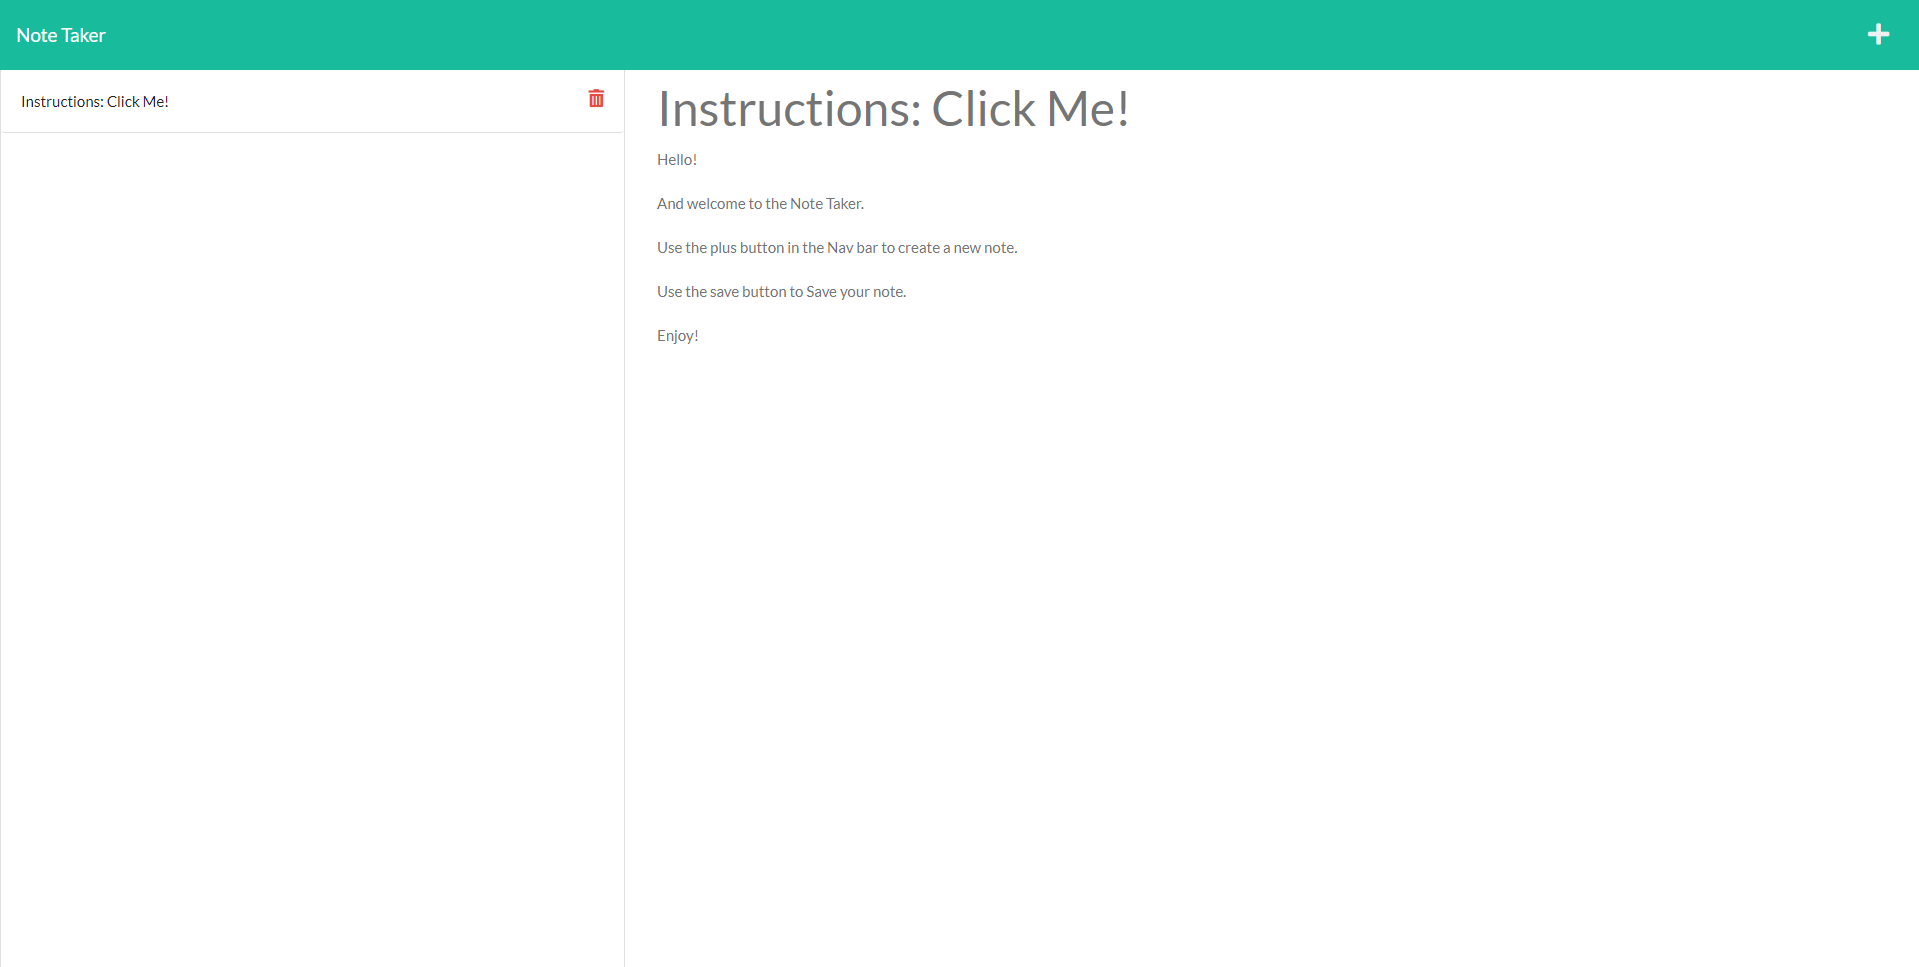 Note Taker
Instructions: Click Me!
Instructions: Click Me!
Hello!
And welcome to the Note Taker.
Use the plus button in the Nav bar to create a new note.
Use the save button to Save your note.
Enjoy!